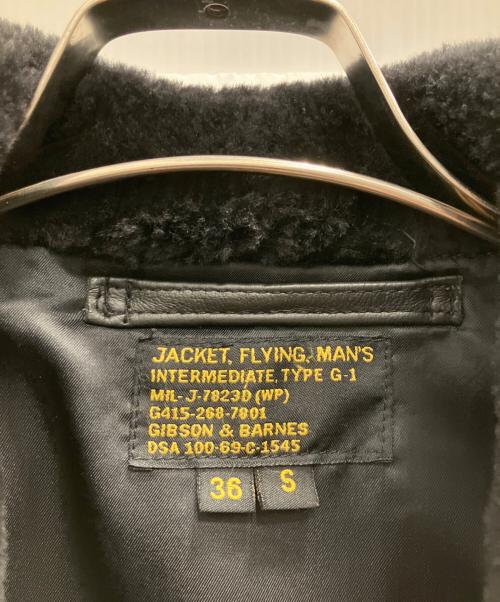 JACKET, FLYING, MAN'S
INTERMEDIATE, TYPE G-1
MIL-J-7823D (WP)
G415-268-7801
GIBSON & BARNES
DSA 100-69-C-1545
36 S